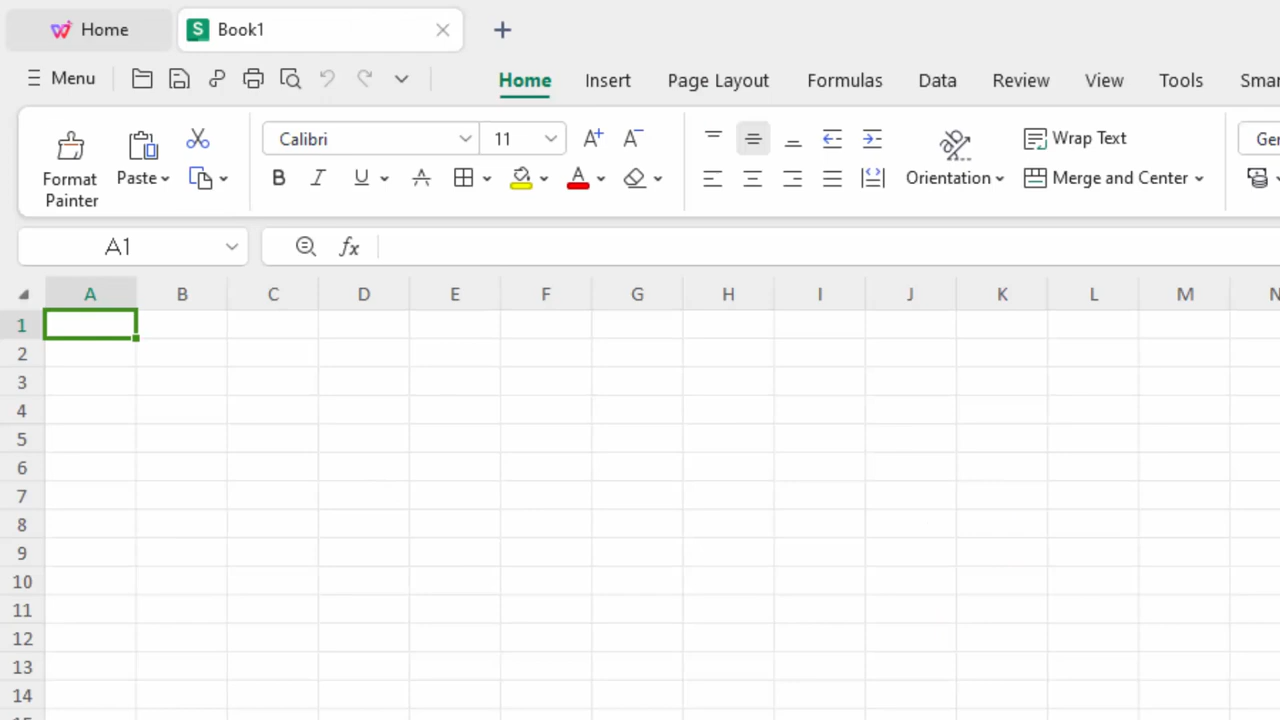 Home
Book1
Menu
Home Insert Page Layout Formulas Data Review View Tools
Calibri 11 Wrap Text
Format Painter Paste B I U A Orientation Merge and Center
A1 fx
A B C D E F G H I J K L M N
1
2
3
4
5
6
7
8
9
10
11
12
13
14